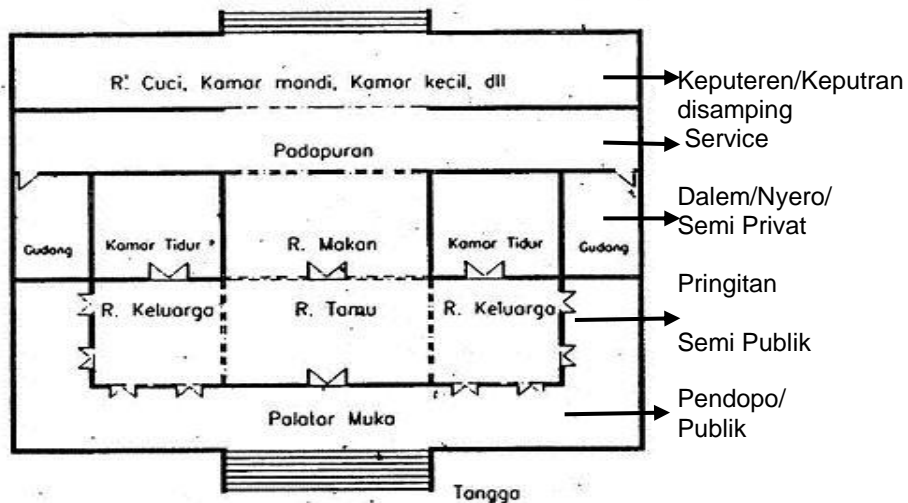 R. Cuci, Kamar mandi, Kamar kecil, dll
Keputeren/Keputran
disamping
Service
Padapuran
Dalem/Nyero/
Semi Privat
Gudang
Kamar Tidur
R. Makan
Kamar Tidur
Gudang
Pringitan
R. Keluarga
R. Tamu
R. Keluarga
Semi Publik
Pendopo/
Publik
Palatar Muka
Tangga